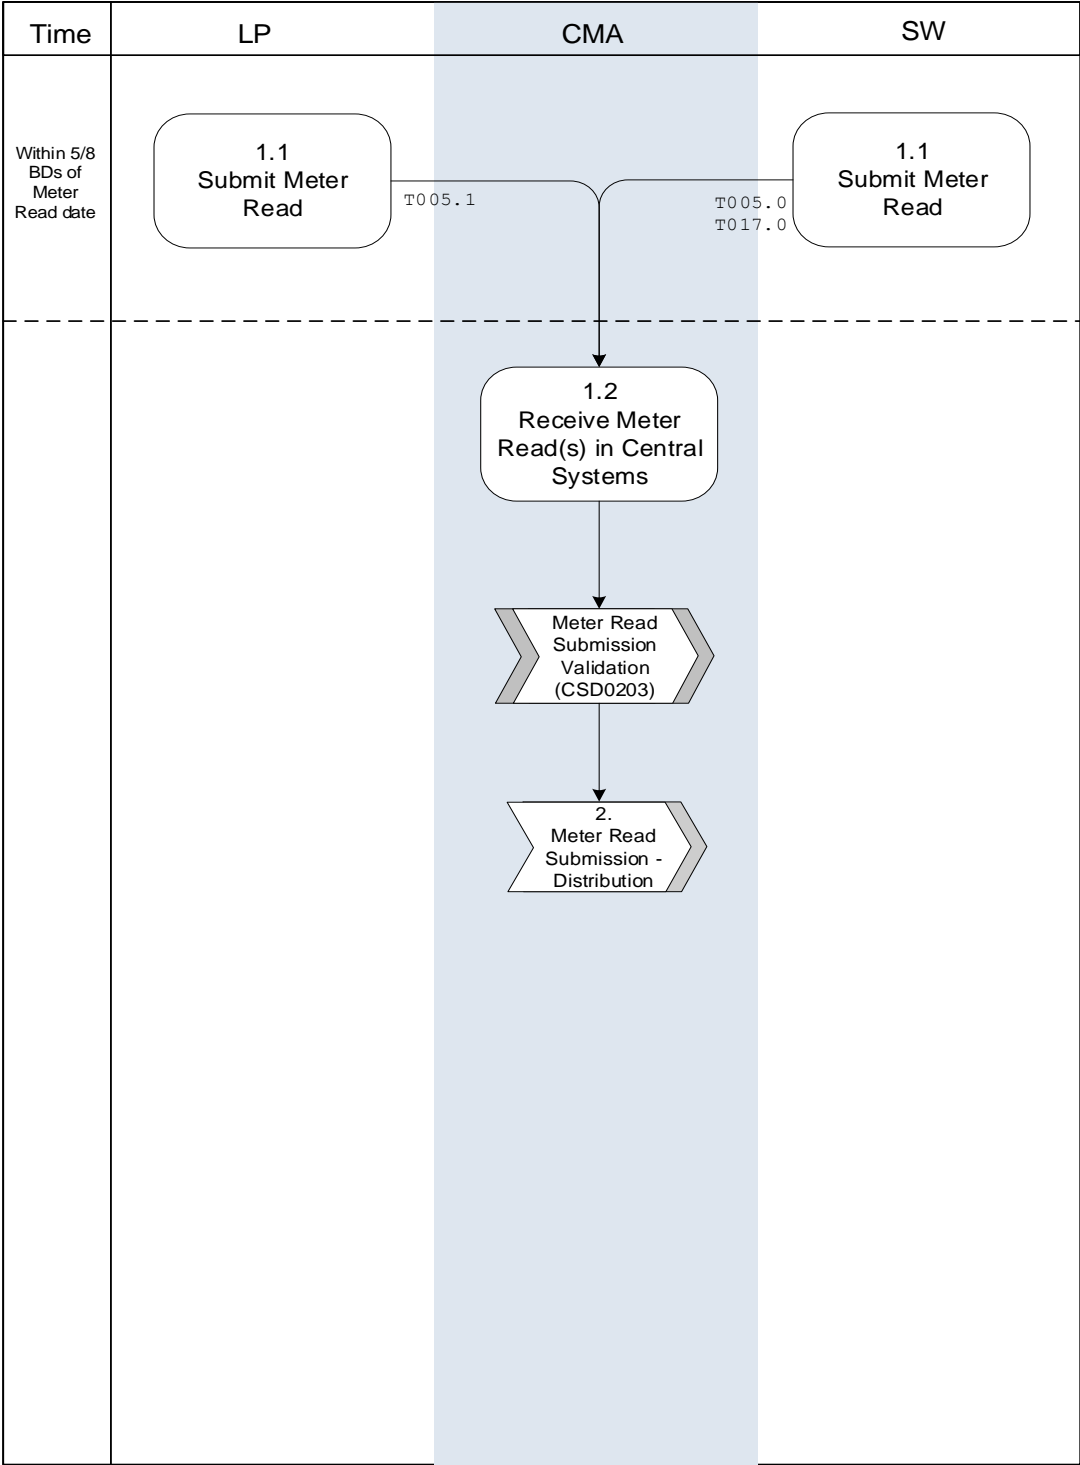 Time
LP
CMA
SW
Within 5/8
BDs of
Meter
Read date
1.1
Submit Meter
Read
T005.1
T005.0
T017.0
1.1
Submit Meter
Read
1.2
Receive Meter
Read(s) in Central
Systems
Meter Read
Submission
Validation
(CSD0203)
2.
Meter Read
Submission -
Distribution